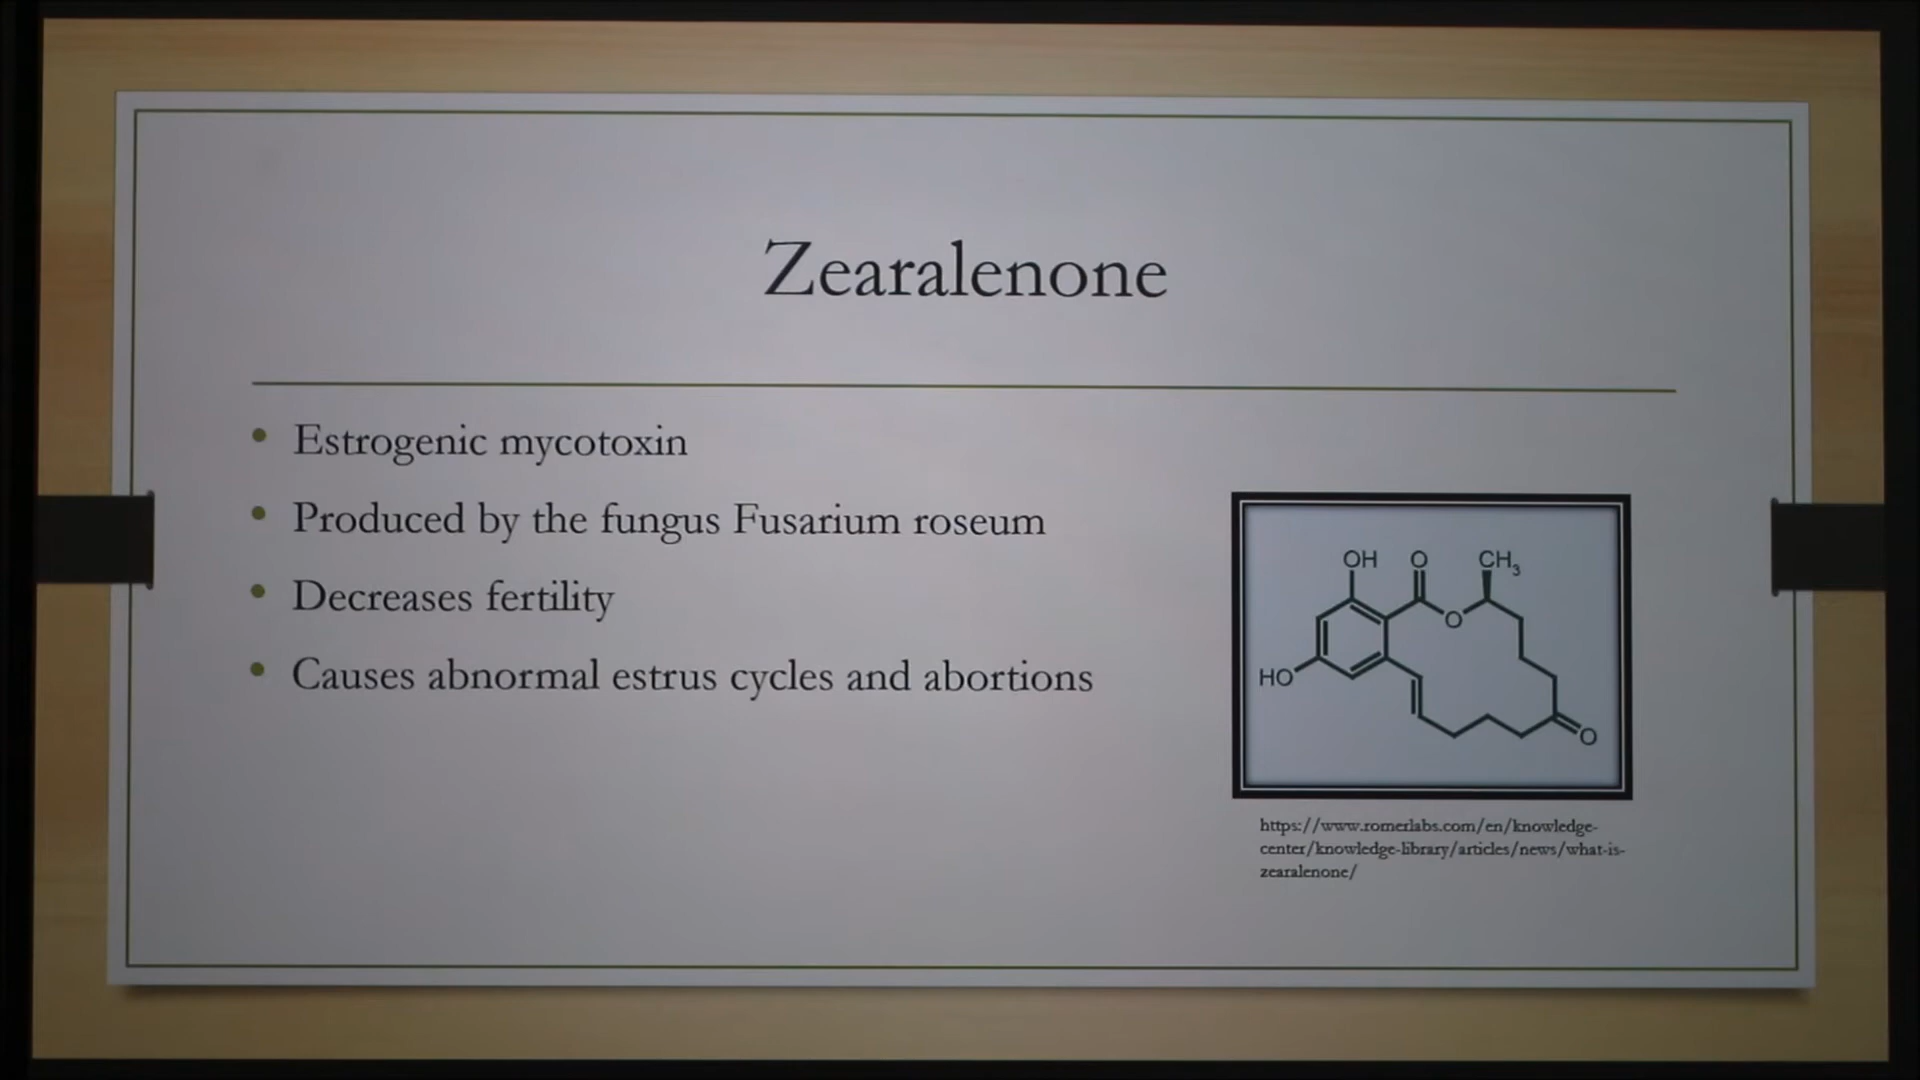 Zearalenone
Estrogenic mycotoxin
Produced by the fungus Fusarium roseum
Decreases fertility
Causes abnormal estrus cycles and abortions
OH O CH3
O
HO
O
https://www.romerlabs.com/en/knowledge-
center/knowledge-library/articles/news/what-is-
zearalenone/